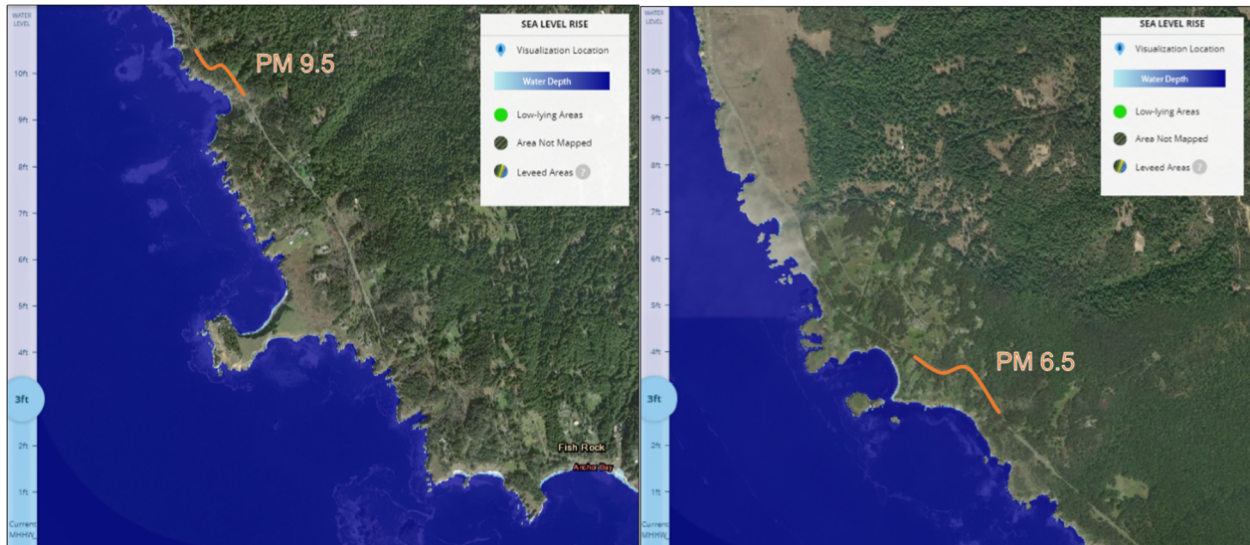 WATER
LEVEL
10ft
9ft
8ft
7ft
6ft
5ft
4ft
3ft
2ft
1ft
Current
MHHW
PM 9.5
SEA LEVEL RISE
Visualization Location
Water Depth
Low-lying Areas
Area Not Mapped
Leveed Areas ?
Fish Rock
Anchor Bay
WATER
LEVEL
10ft
9ft
8ft
7ft
6ft
5ft
4ft
3ft
2ft
1ft
Current
MHHW
PM 6.5
SEA LEVEL RISE
Visualization Location
Water Depth
Low-lying Areas
Area Not Mapped
Leveed Areas ?